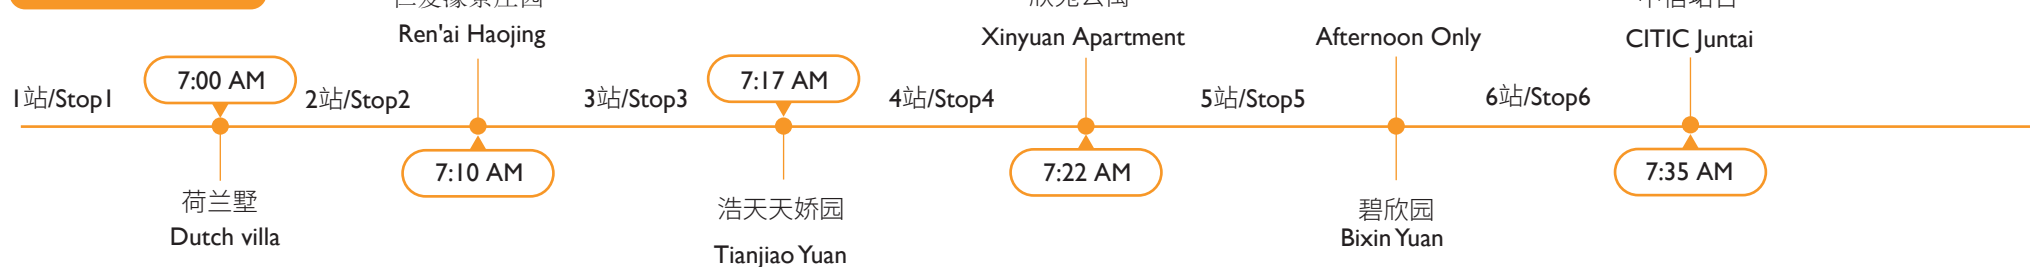 Ren'ai Haojing
Xinyuan Apartment
Afternoon Only
CITIC Juntai
1站/Stop1
7:00 AM
2站/Stop2
3站/Stop3
7:17 AM
4站/Stop4
5站/Stop5
6站/Stop6
7:10 AM
7:22 AM
7:35 AM
荷兰墅
Dutch villa
浩天天娇园
Tianjiao Yuan
碧欣园
Bixin Yuan